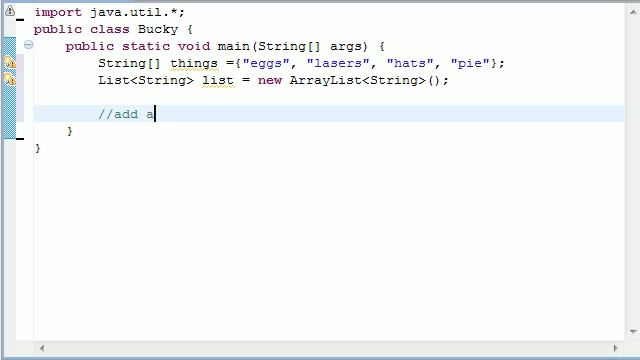 import java.util.*;
public class Bucky {
public static void main(String[] args) {
String[] things ={"eggs", "lasers", "hats", "pie"};
List<String> list = new ArrayList<String>();
//add a
}
}